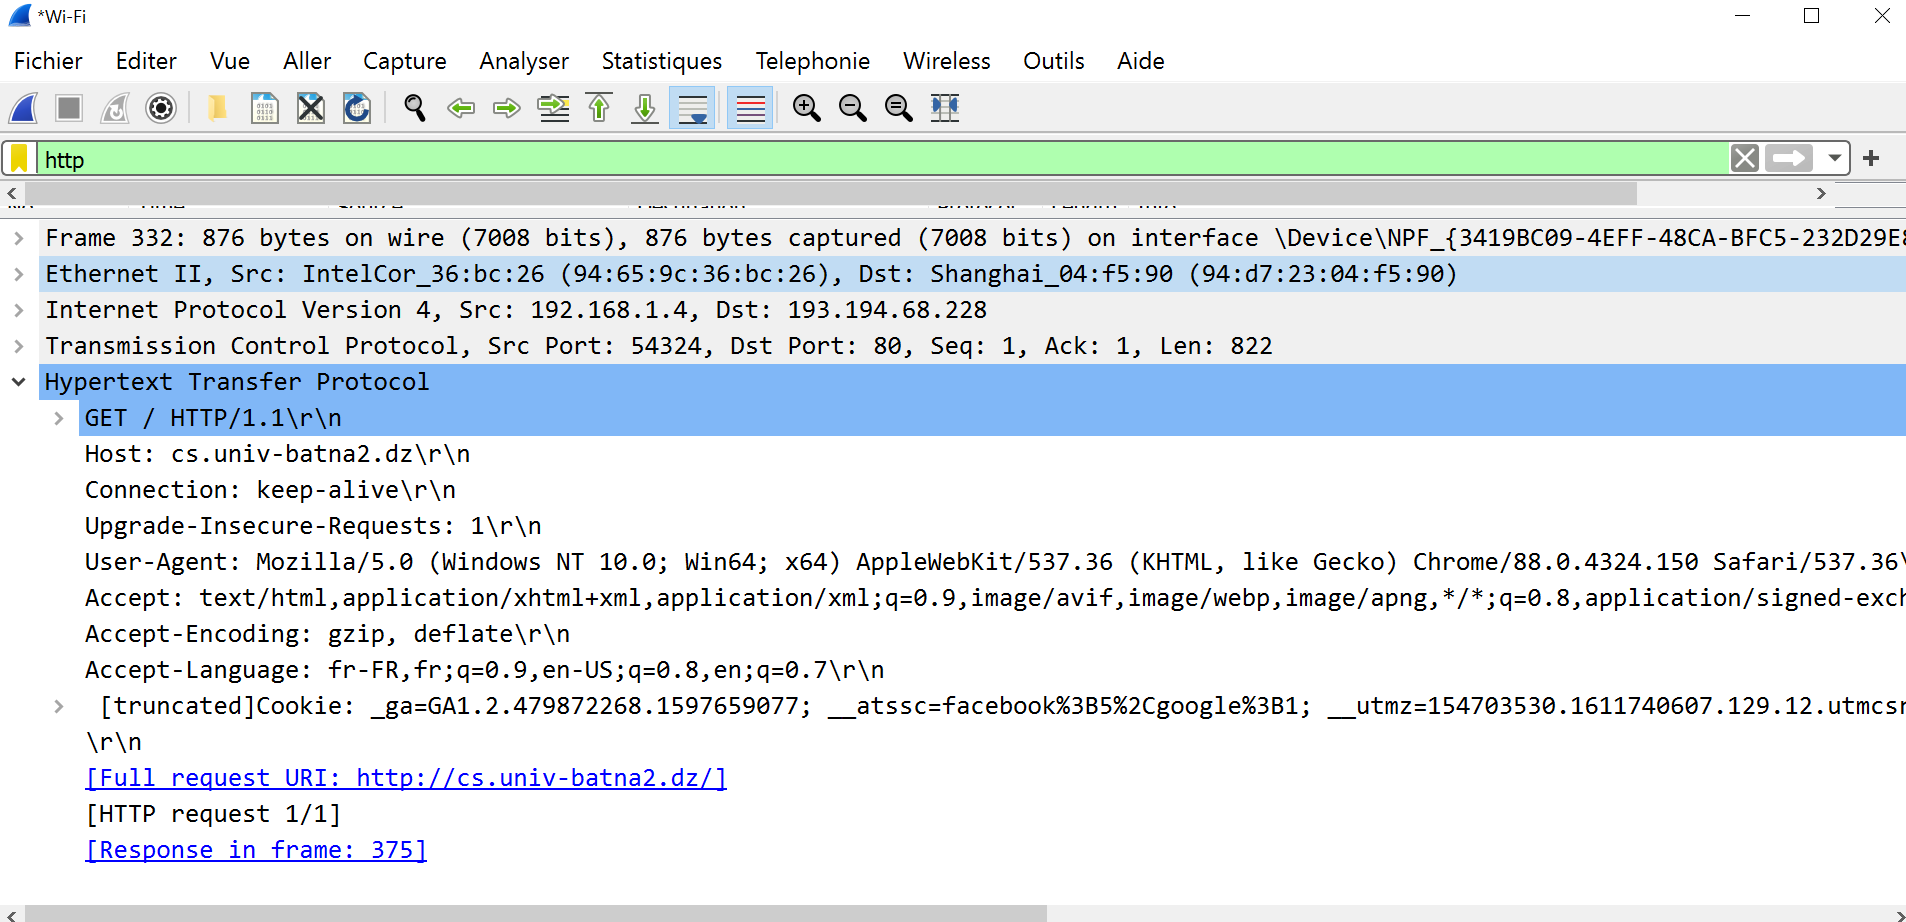 *Wi-Fi
Fichier Editer Vue Aller Capture Analyser Statistiques Telephonie Wireless Outils Aide
http
Frame 332: 876 bytes on wire (7008 bits), 876 bytes captured (7008 bits) on interface \Device\NPF_{3419BC09-4EFF-48CA-BFC5-232D29E8
Ethernet II, Src: IntelCor_36:bc:26 (94:65:9c:36:bc:26), Dst: Shanghai_04:f5:90 (94:d7:23:04:f5:90)
Internet Protocol Version 4, Src: 192.168.1.4, Dst: 193.194.68.228
Transmission Control Protocol, Src Port: 54324, Dst Port: 80, Seq: 1, Ack: 1, Len: 822
Hypertext Transfer Protocol
GET / HTTP/1.1\r\n
Host: cs.univ-batna2.dz\r\n
Connection: keep-alive\r\n
Upgrade-Insecure-Requests: 1\r\n
User-Agent: Mozilla/5.0 (Windows NT 10.0; Win64; x64) AppleWebKit/537.36 (KHTML, like Gecko) Chrome/88.0.4324.150 Safari/537.36\
Accept: text/html,application/xhtml+xml,application/xml;q=0.9,image/avif,image/webp,image/apng,*/*;q=0.8,application/signed-exch
Accept-Encoding: gzip, deflate\r\n
Accept-Language: fr-FR,fr;q=0.9,en-US;q=0.8,en;q=0.7\r\n
[truncated]Cookie: _ga=GA1.2.479872268.1597659077; __atssc=facebook%3B5%2Cgoogle%3B1; __utmz=154703530.1611740607.129.12.utmcsr
\r\n
[Full request URI: http://cs.univ-batna2.dz/]
[HTTP request 1/1]
[Response in frame: 375]